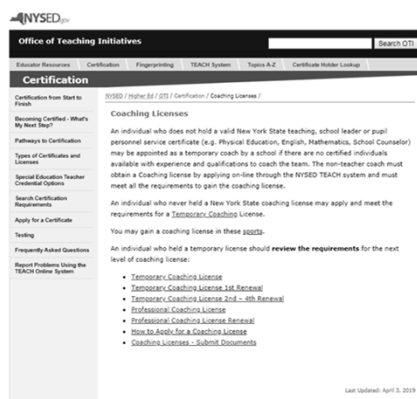 NYSED.gov
Office of Teaching Initiatives
Search OTI
Educator Resources
Certification
Fingerprinting
TEACH System
Topics A-Z
Certificate Holder Lookup
Certification
Certification from Start to
Finish
Becoming Certified - What's
My Next Step?
Pathways to Certification
Types of Certificates and
Licenses
Special Education Teacher
Credential Options
Search Certification
Requirements
Apply for a Certificate
Testing
Frequently Asked Questions
Report Problems Using the
TEACH Online System
NYSED / Higher Ed / OTI / Certification / Coaching Licenses /
Coaching Licenses
An individual who does not hold a valid New York State teaching, school leader or pupil
personnel service certificate (e.g. Physical Education, English, Mathematics, School Counselor)
may be appointed as a temporary coach by a school if there are no certified individuals
available with experience and qualifications to coach the team. The non-teacher coach must
obtain a Coaching license by applying on-line through the NYSED TEACH system and must
meet all the requirements to gain the coaching license.
An individual who never held a New York State coaching license may apply and meet the
requirements for a Temporary Coaching License.
You may gain a coaching license in these sports.
An individual who held a temporary license should review the requirements for the next
level of coaching license:
• Temporary Coaching License
• Temporary Coaching License 1st Renewal
• Temporary Coaching License 2nd – 4th Renewal
• Professional Coaching License
• Professional Coaching License Renewal
• How to Apply for a Coaching License
• Coaching Licenses - Submit Documents
Last Updated: April 3, 2019